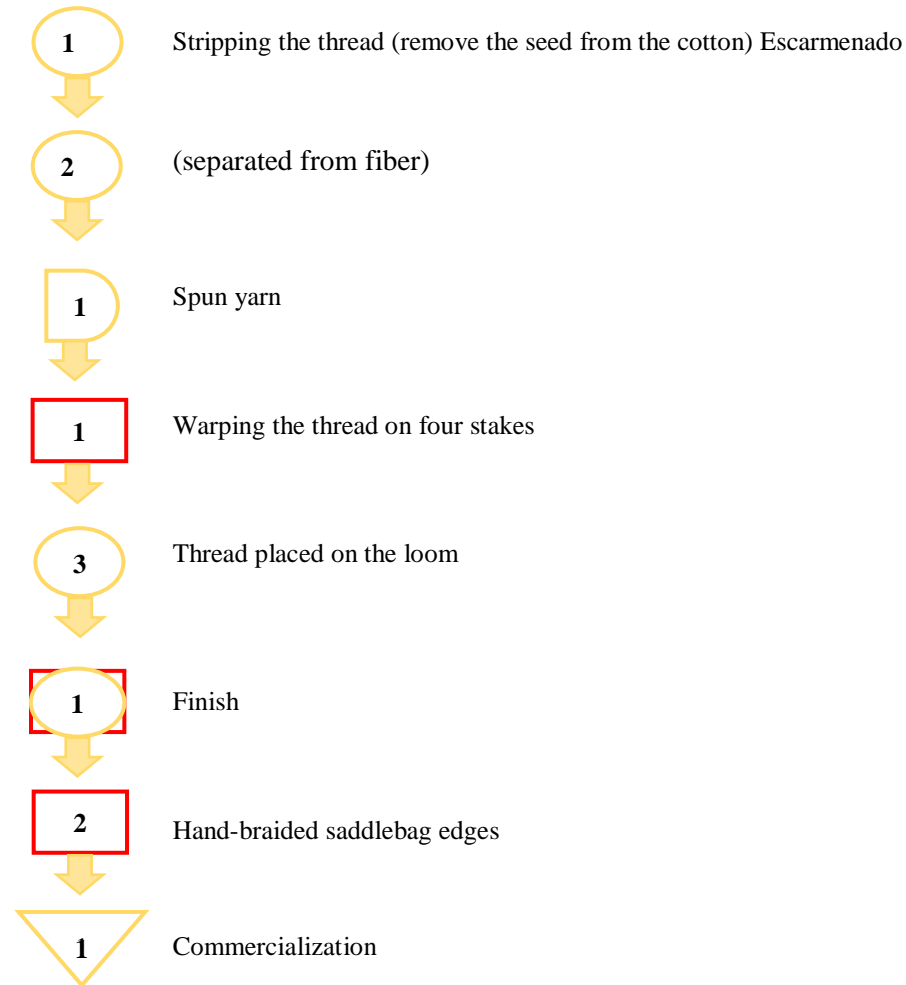 1 Stripping the thread (remove the seed from the cotton) Escarmenado
2 (separated from fiber)
1 Spun yarn
1 Warping the thread on four stakes
3 Thread placed on the loom
1 Finish
2 Hand-braided saddlebag edges
1 Commercialization